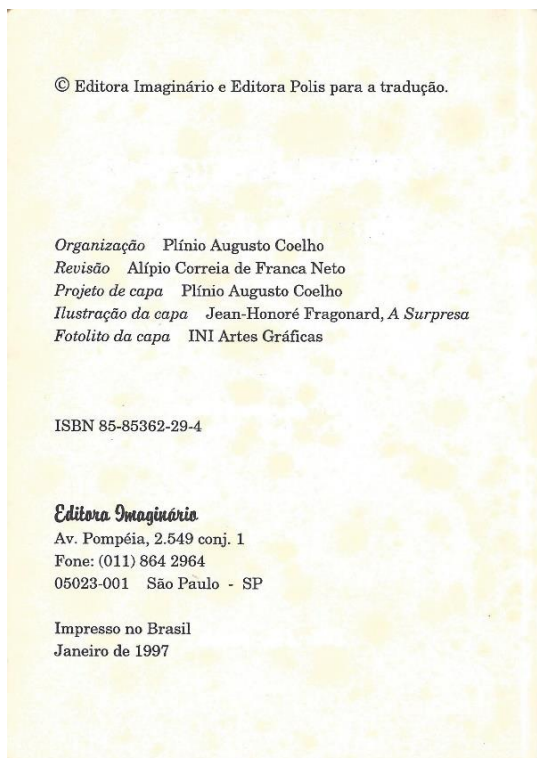 © Editora Imaginário e Editora Polis para a tradução.
Organização Plínio Augusto Coelho
Revisão Alípio Correia de Franca Neto
Projeto de capa Plínio Augusto Coelho
Ilustração da capa Jean-Honoré Fragonard, A Surpresa
Fotolito da capa INI Artes Gráficas
ISBN 85-85362-29-4
Editora Imaginário
Av. Pompéia, 2.549 conj. 1
Fone: (011) 864 2964
05023-001 São Paulo - SP
Impresso no Brasil
Janeiro de 1997